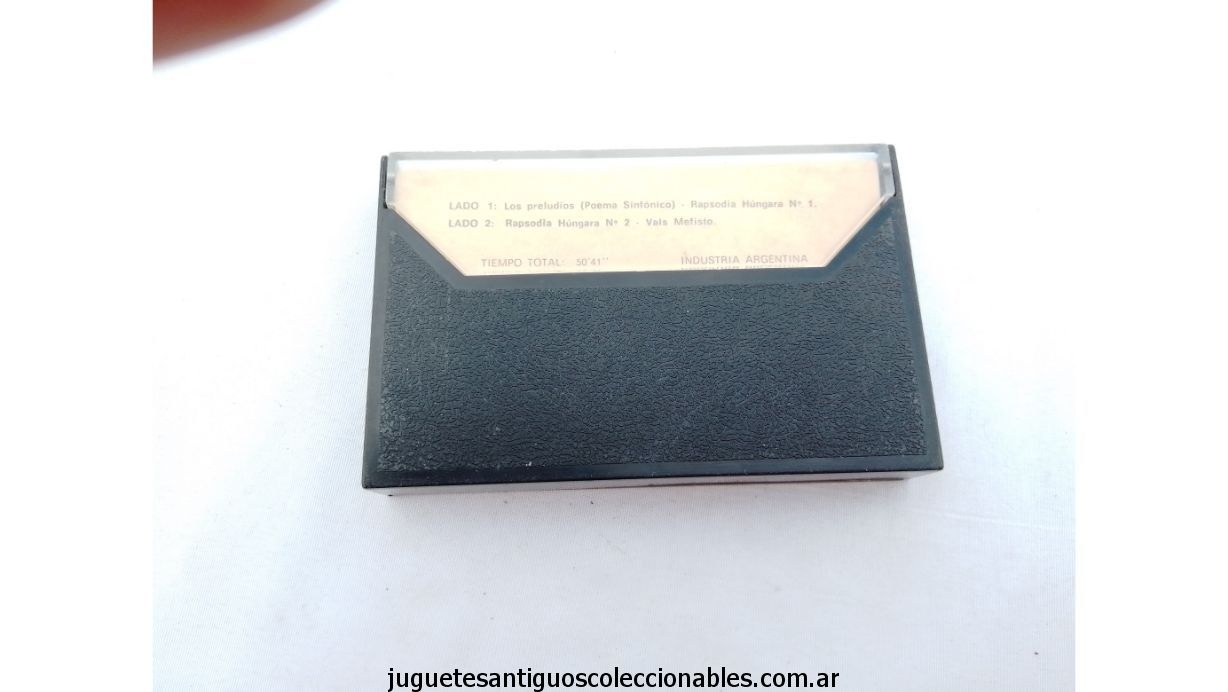 LADO 1: Los preludios (Poema Sinfónico) - Rapsodia Húngara Nº 1.
LADO 2: Rapsodia Húngara Nº 2 - Vals Mefisto.
TIEMPO TOTAL: 50'41'' INDUSTRIA ARGENTINA
juguetesantiguoscoleccionables.com.ar